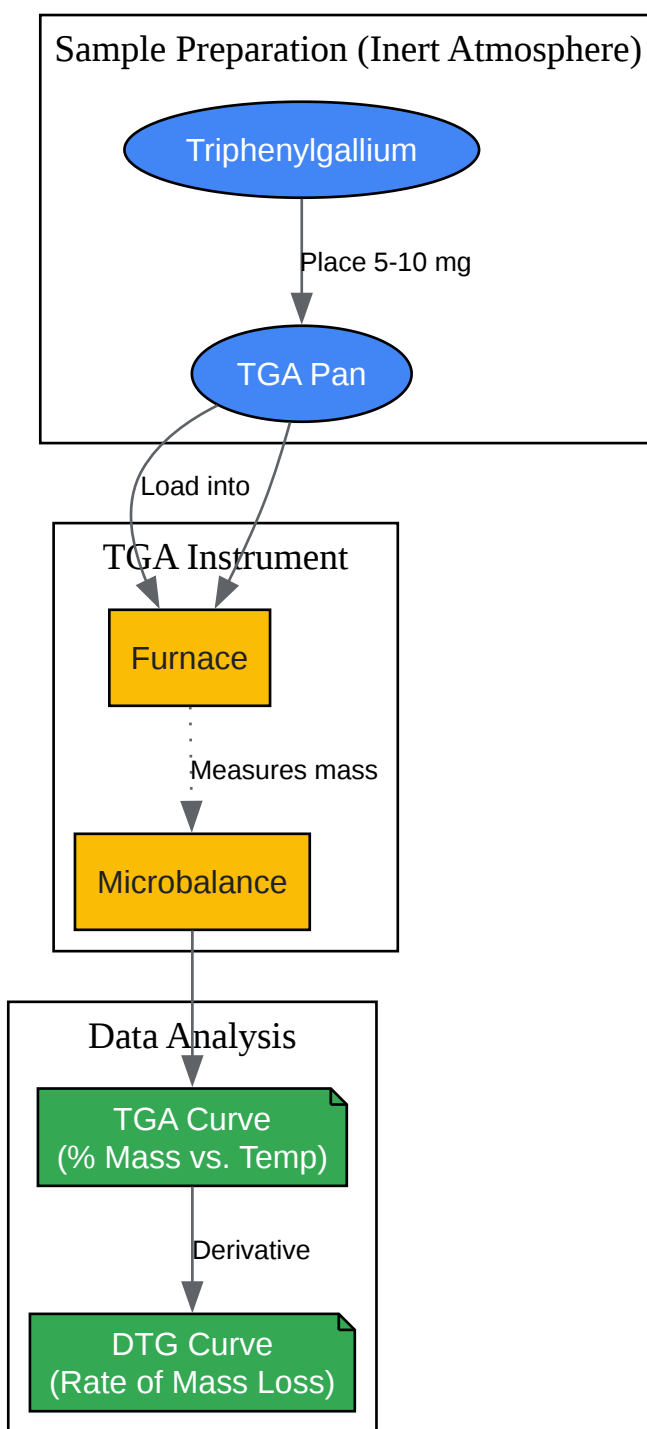 Sample Preparation (Inert Atmosphere)
Triphenylgallium
Place 5-10 mg
TGA Pan
Load into
TGA Instrument
Furnace
Measures mass
Microbalance
Data Analysis
TGA Curve
(% Mass vs. Temp)
Derivative
DTG Curve
(Rate of Mass Loss)